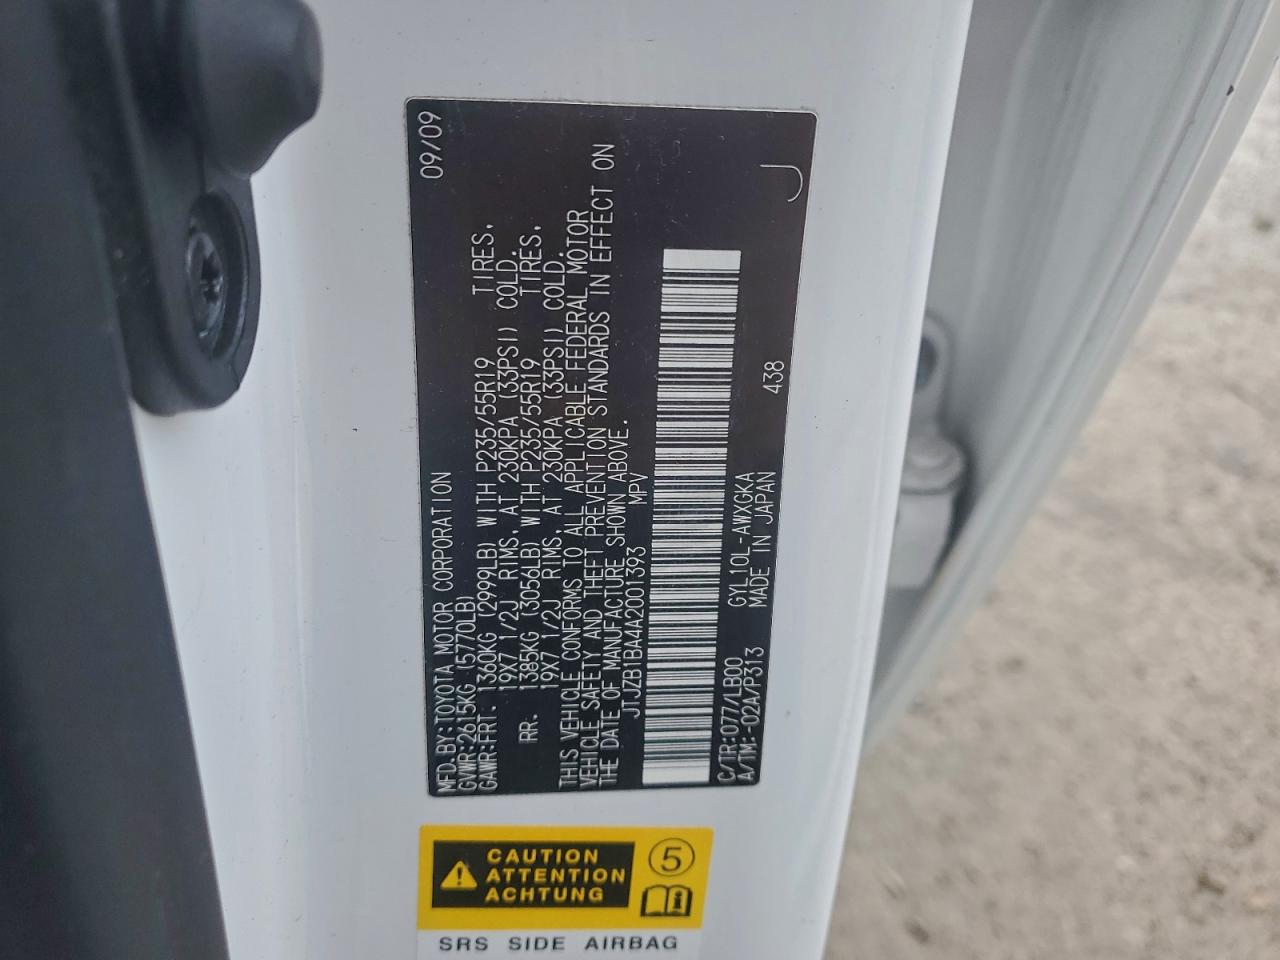 MFD.BY:TOYOTA MOTOR CORPORATION 09/09
GVWR:2615KG (5770LB)
GAWR:FRT. 1360KG (2999LB) WITH P235/55R19 TIRES,
19X7 1/2J RIMS,AT 230KPA (33PSI) COLD.
RR. 1385KG (3056LB) WITH P235/55R19 TIRES,
19X7 1/2J RIMS,AT 230KPA (33PSI) COLD.
THIS VEHICLE CONFORMS TO ALL APPLICABLE FEDERAL MOTOR
VEHICLE SAFETY AND THEFT PREVENTION STANDARDS IN EFFECT ON
THE DATE OF MANUFACTURE SHOWN ABOVE.
JTJZB1BA4A2001393 MPV
C/TR:077/LB00 GYL10L-AWXGKA
A/TM:-02A/P313 MADE IN JAPAN 438 J
CAUTION
ATTENTION
ACHTUNG
5
SRS SIDE AIRBAG